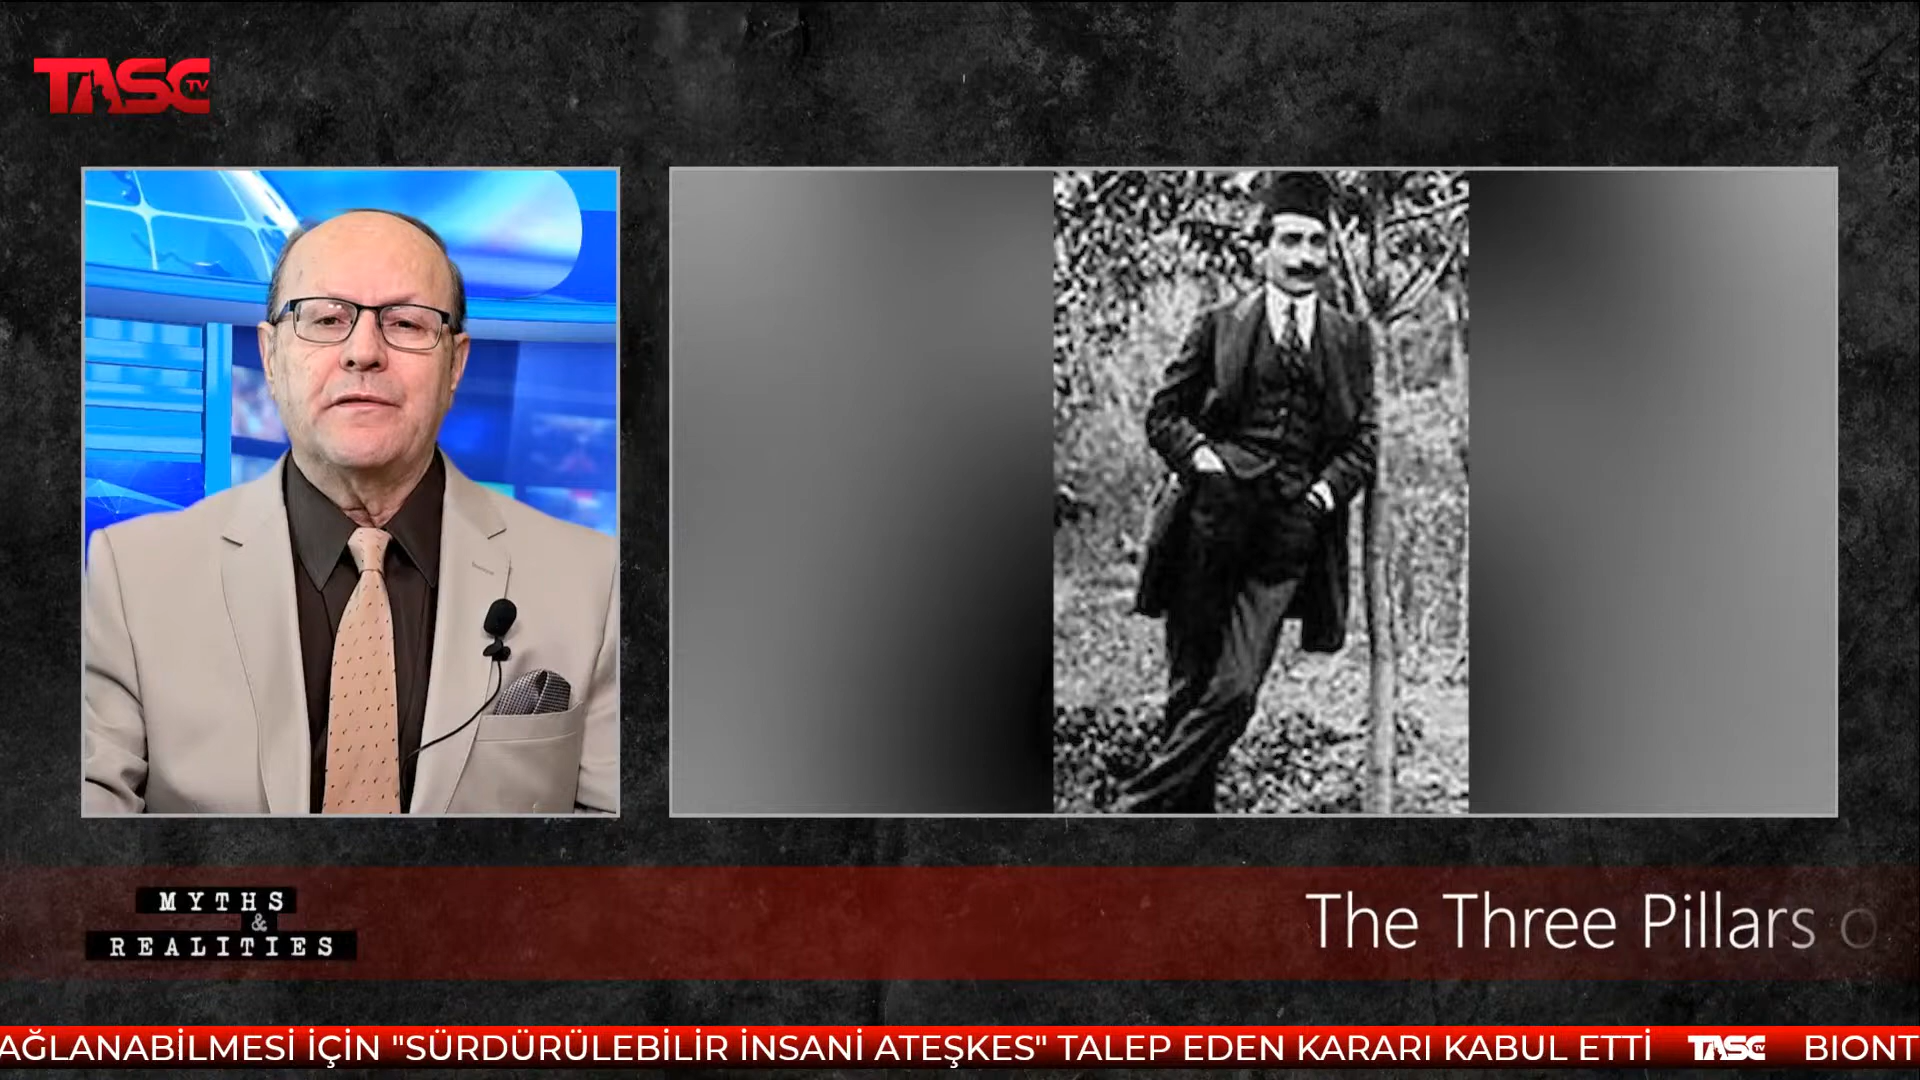 TASC TV
MYTHS
&
REALITIES
The Three Pillars o
AĞLANABİLMESİ İÇİN "SÜRDÜRÜLEBİLİR İNSANİ ATEŞKES" TALEP EDEN KARARI KABUL ETTİ TASC TV BIONT